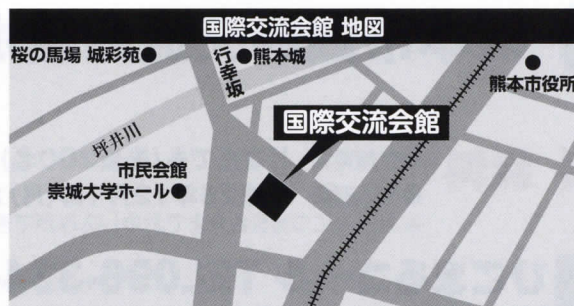 国際交流会館 地図
桜の馬場 城彩苑●
行幸坂
●熊本城
●
熊本市役所
国際交流会館
坪井川
市民会館
崇城大学ホール●